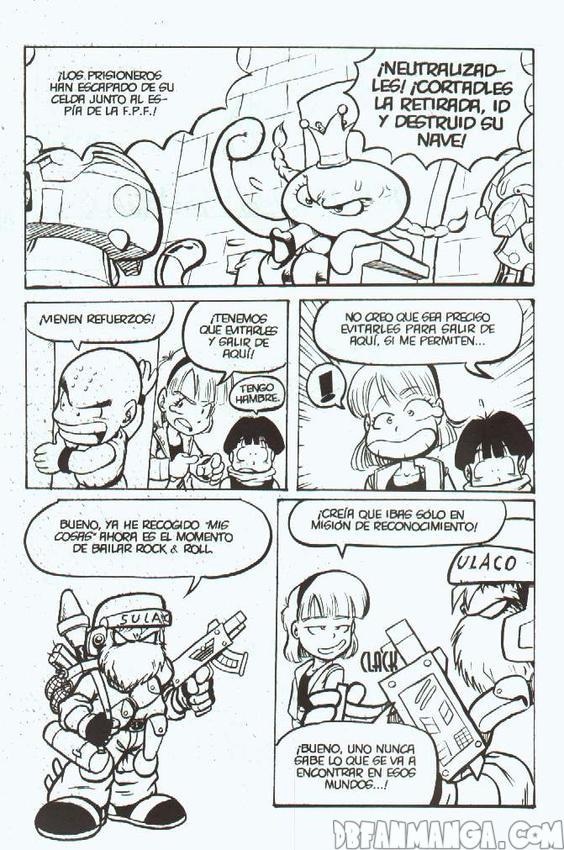 ¡LOS PRISIONEROS
HAN ESCAPADO DE SU
CELDA JUNTO AL ES-
PÍA DE LA F.P.F.!
¡NEUTRALIZAD-
LES! ¡CORTADLES
LA RETIRADA, ID
Y DESTRUID SU
NAVE!
¡VIENEN REFUERZOS!
¡TENEMOS
QUE EVITARLES
Y SALIR DE
AQUÍ!
TENGO
HAMBRE.
NO CREO QUE SEA PRECISO
EVITARLES PARA SALIR DE
AQUÍ, SI ME PERMITEN...
!
BUENO, YA HE RECOGIDO "MIS
COSAS" AHORA ES EL MOMENTO
DE BAILAR ROCK & ROLL.
SULAC
¡CREÍA QUE IBAS SÓLO EN
MISIÓN DE RECONOCIMIENTO!
ULACO
CLACK
¡BUENO, UNO NUNCA
SABE LO QUE SE VA A
ENCONTRAR EN ESOS
MUNDOS...!
DBFANMANGA.COM